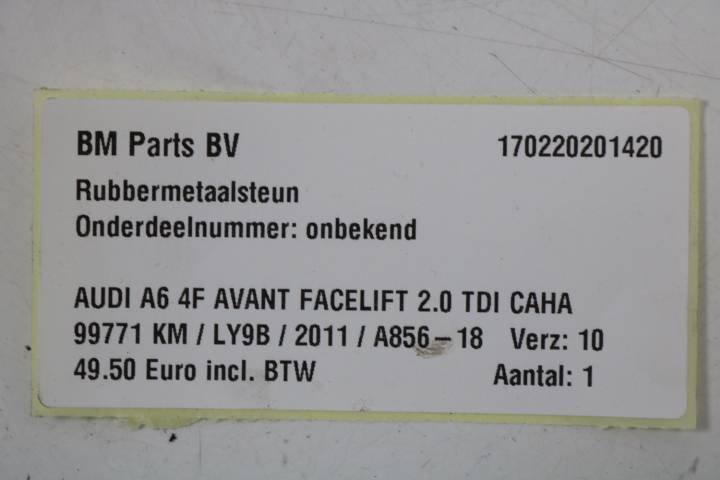 BM Parts BV 170220201420
Rubbermetaalsteun
Onderdeelnummer: onbekend
AUDI A6 4F AVANT FACELIFT 2.0 TDI CAHA
99771 KM / LY9B / 2011 / A856-18 Verz: 10
49.50 Euro incl. BTW Aantal: 1